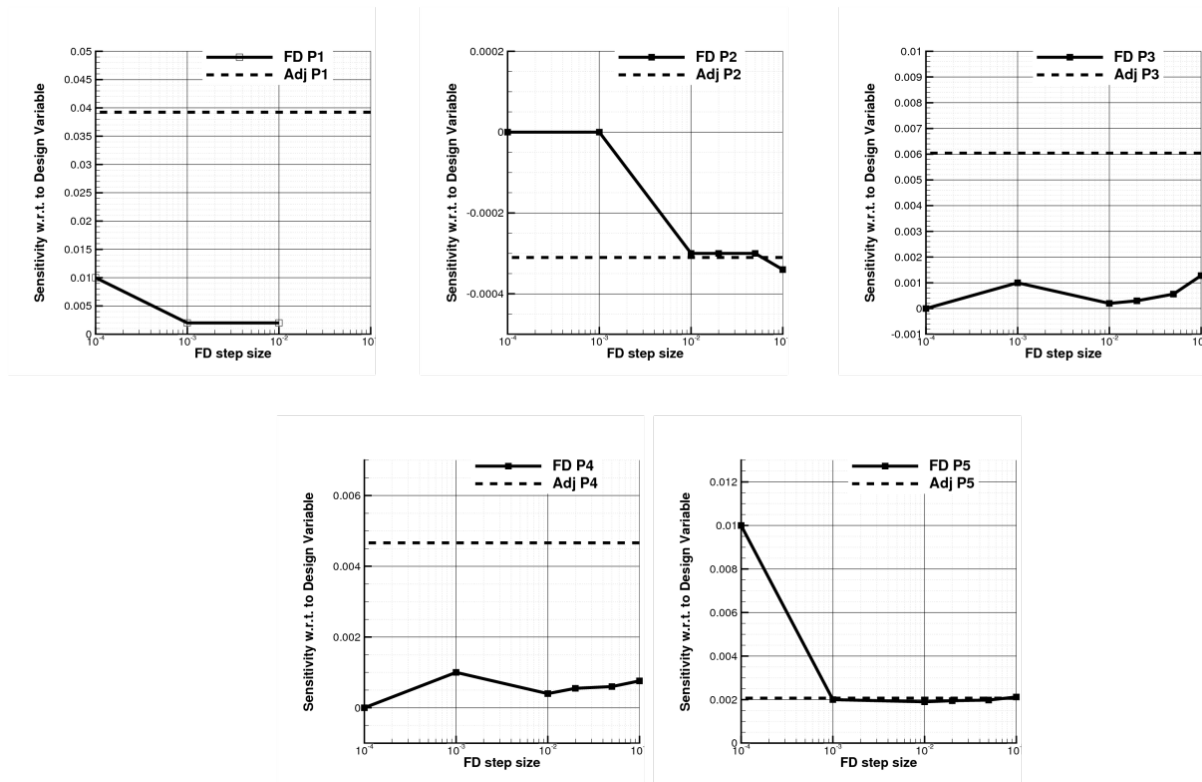 FD P1
Adj P1
Sensitivity w.r.t. to Design Variable
0.05
0.045
0.04
0.035
0.03
0.025
0.02
0.015
0.010
0.005
0
10^-4
10^-3
10^-2
10
FD step size
FD P2
Adj P2
Sensitivity w.r.t. to Design Variable
0.0002
0
-0.0002
-0.0004
10^-4
10^-3
10^-2
10
FD step size
FD P3
Adj P3
Sensitivity w.r.t. to Design Variable
0.01
0.009
0.008
0.007
0.006
0.005
0.004
0.003
0.002
0.001
0
-0.001
10^-4
10^-3
10^-2
10
FD step size
FD P4
Adj P4
Sensitivity w.r.t. to Design Variable
0.006
0.004
0.002
0
10^-4
10^-3
10^-2
10
FD step size
FD P5
Adj P5
Sensitivity w.r.t. to Design Variable
0.012
0.01
0.008
0.006
0.004
0.002
0
10^-4
10^-3
10^-2
10
FD step size